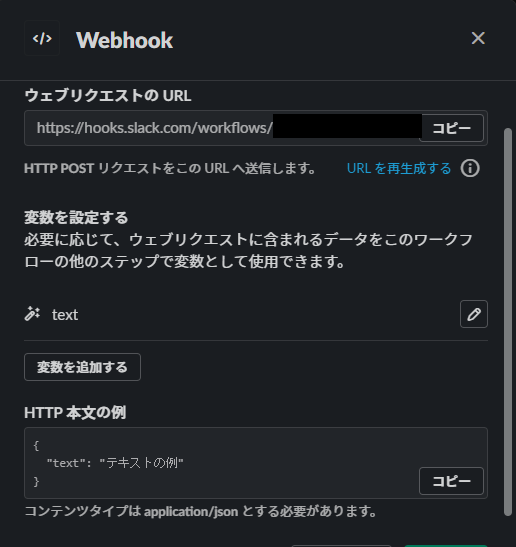 </> Webhook
ウェブリクエストの URL
https://hooks.slack.com/workflows/
コピー
HTTP POST リクエストをこの URL へ送信します。 URL を再生成する
変数を設定する
必要に応じて、ウェブリクエストに含まれるデータをこのワークフ
ローの他のステップで変数として使用できます。
text
変数を追加する
HTTP 本文の例
{
"text": "テキストの例"
}
コピー
コンテンツタイプは application/json とする必要があります。